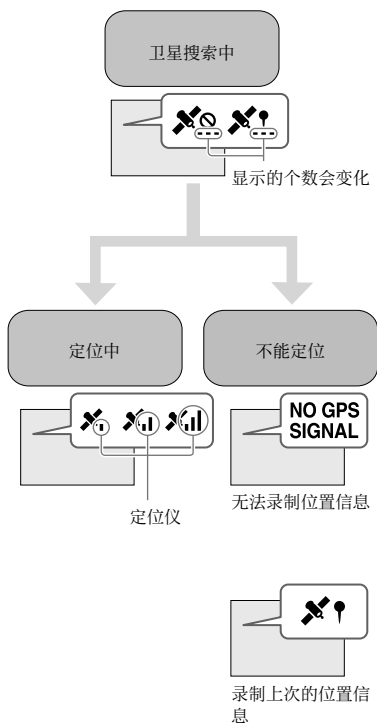 卫星搜索中
显示的个数会变化
定位中
不能定位
NO GPS
SIGNAL
定位仪
无法录制位置信息
录制上次的位置信
息